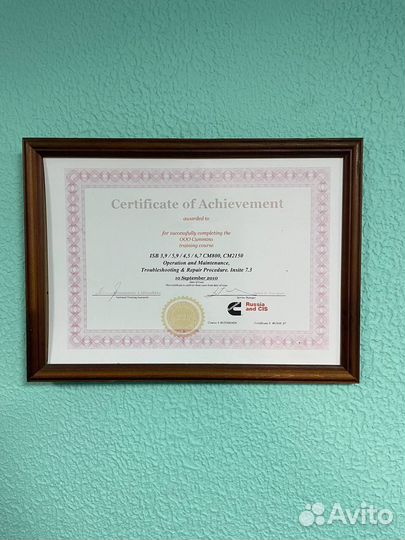 Certificate of Achievement
awarded to
for successfully completing the
OOO Cummins
training course
ISB 3,9 / 5,9 / 4,5 / 6,7 CM800, CM2150
Operation and Maintenance,
Troubleshooting & Repair Procedure. Insite 7.3
10 September 2010
Russia
and CIS
Avito